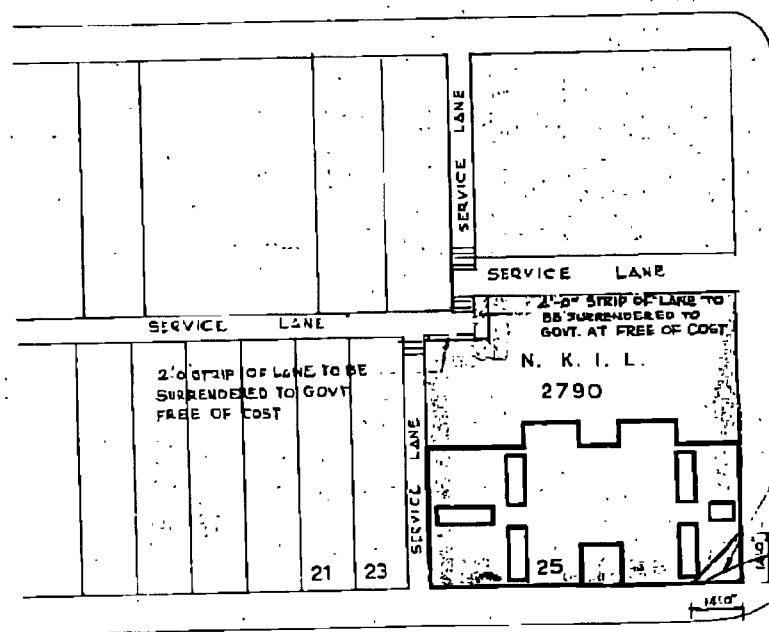 SERVICE LANE
SERVICE LANE
2'-0" STRIP OF LANE TO
BE SURRENDERED TO
GOVT. AT FREE OF COST
SERVICE LANE
N. K. I. L.
2790
2'0 STRIP OF LANE TO BE
SURRENDERED TO GOVT
FREE OF COST
SERVICE LANE
21
23
25
14'0"
14'0"